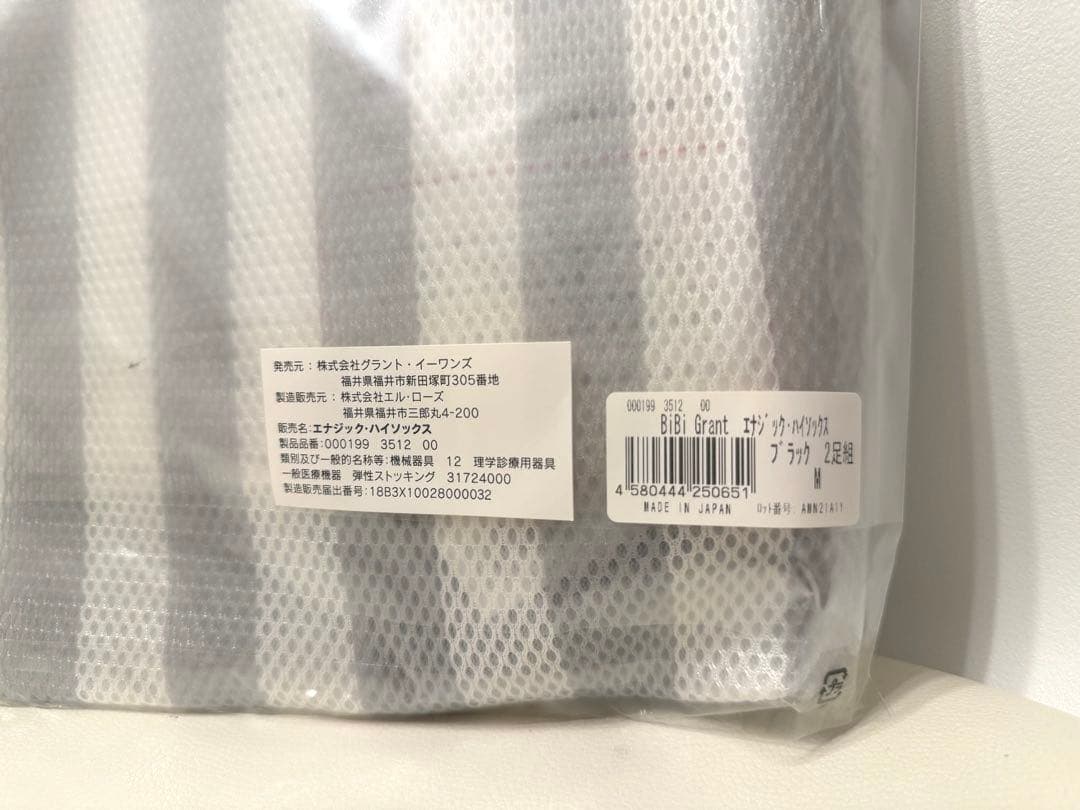 発売元：株式会社グラント・イーワンズ
福井県福井市新田塚町305番地
製造販売元：株式会社エル・ローズ
福井県福井市三郎丸4-200
販売名：エナジック・ハイソックス
製品品番：000199 3512 00
類別及び一般的名称等：機械器具 12 理学診療用器具
一般医療機器 弾性ストッキング 31724000
製造販売届出番号：18B3X10028000032
000199 3512 00
BiBi Grant ｴﾅｼﾞｯｸ･ﾊｲｿｯｸｽ
ブラック 2足組
M
4 580444 250651
MADE IN JAPAN ﾛｯﾄ番号: AMN21A1Y
プラ